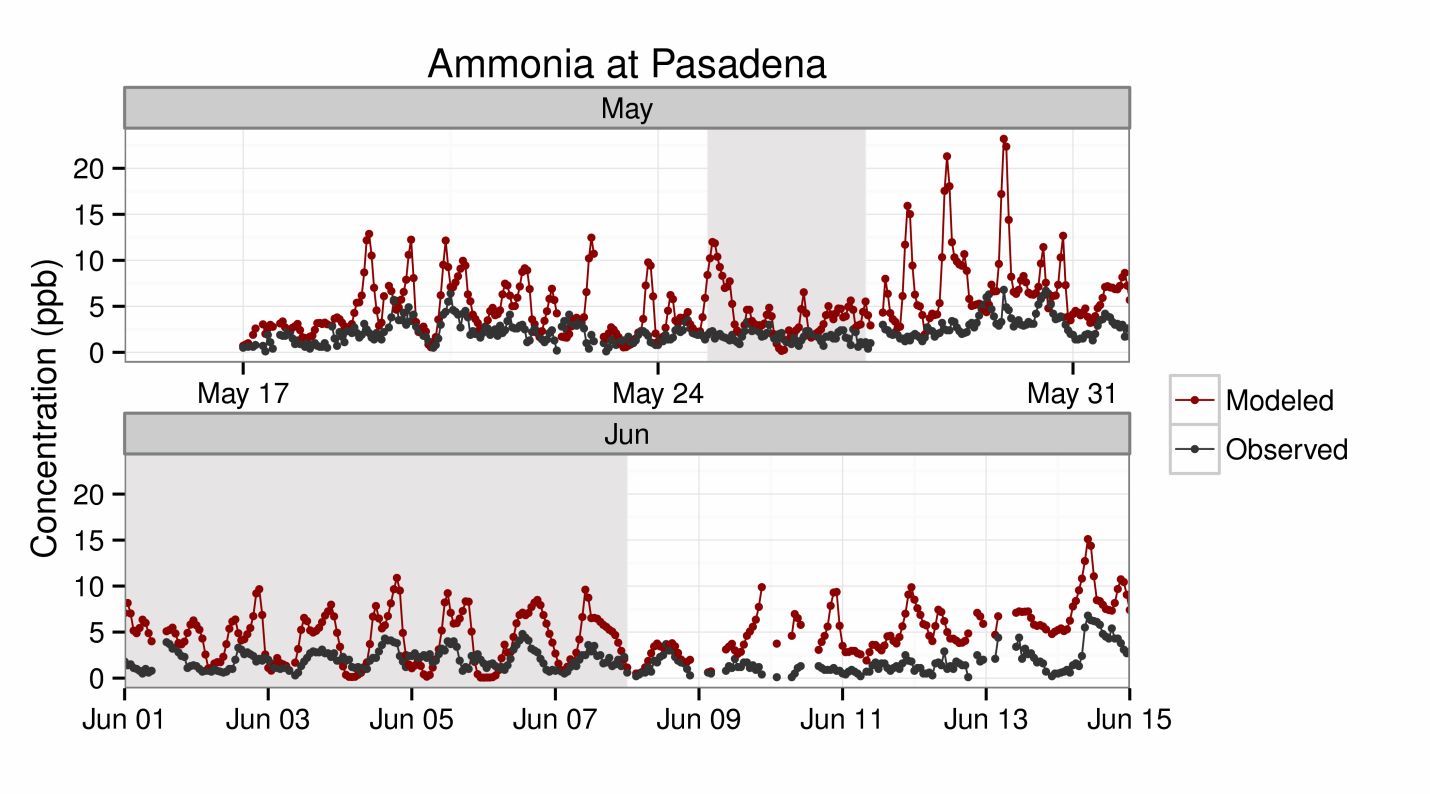 Ammonia at Pasadena
May
20
15
10
5
0
May 17 May 24 May 31
Jun
20
15
10
5
0
Jun 01 Jun 03 Jun 05 Jun 07 Jun 09 Jun 11 Jun 13 Jun 15
Concentration (ppb)
Modeled
Observed